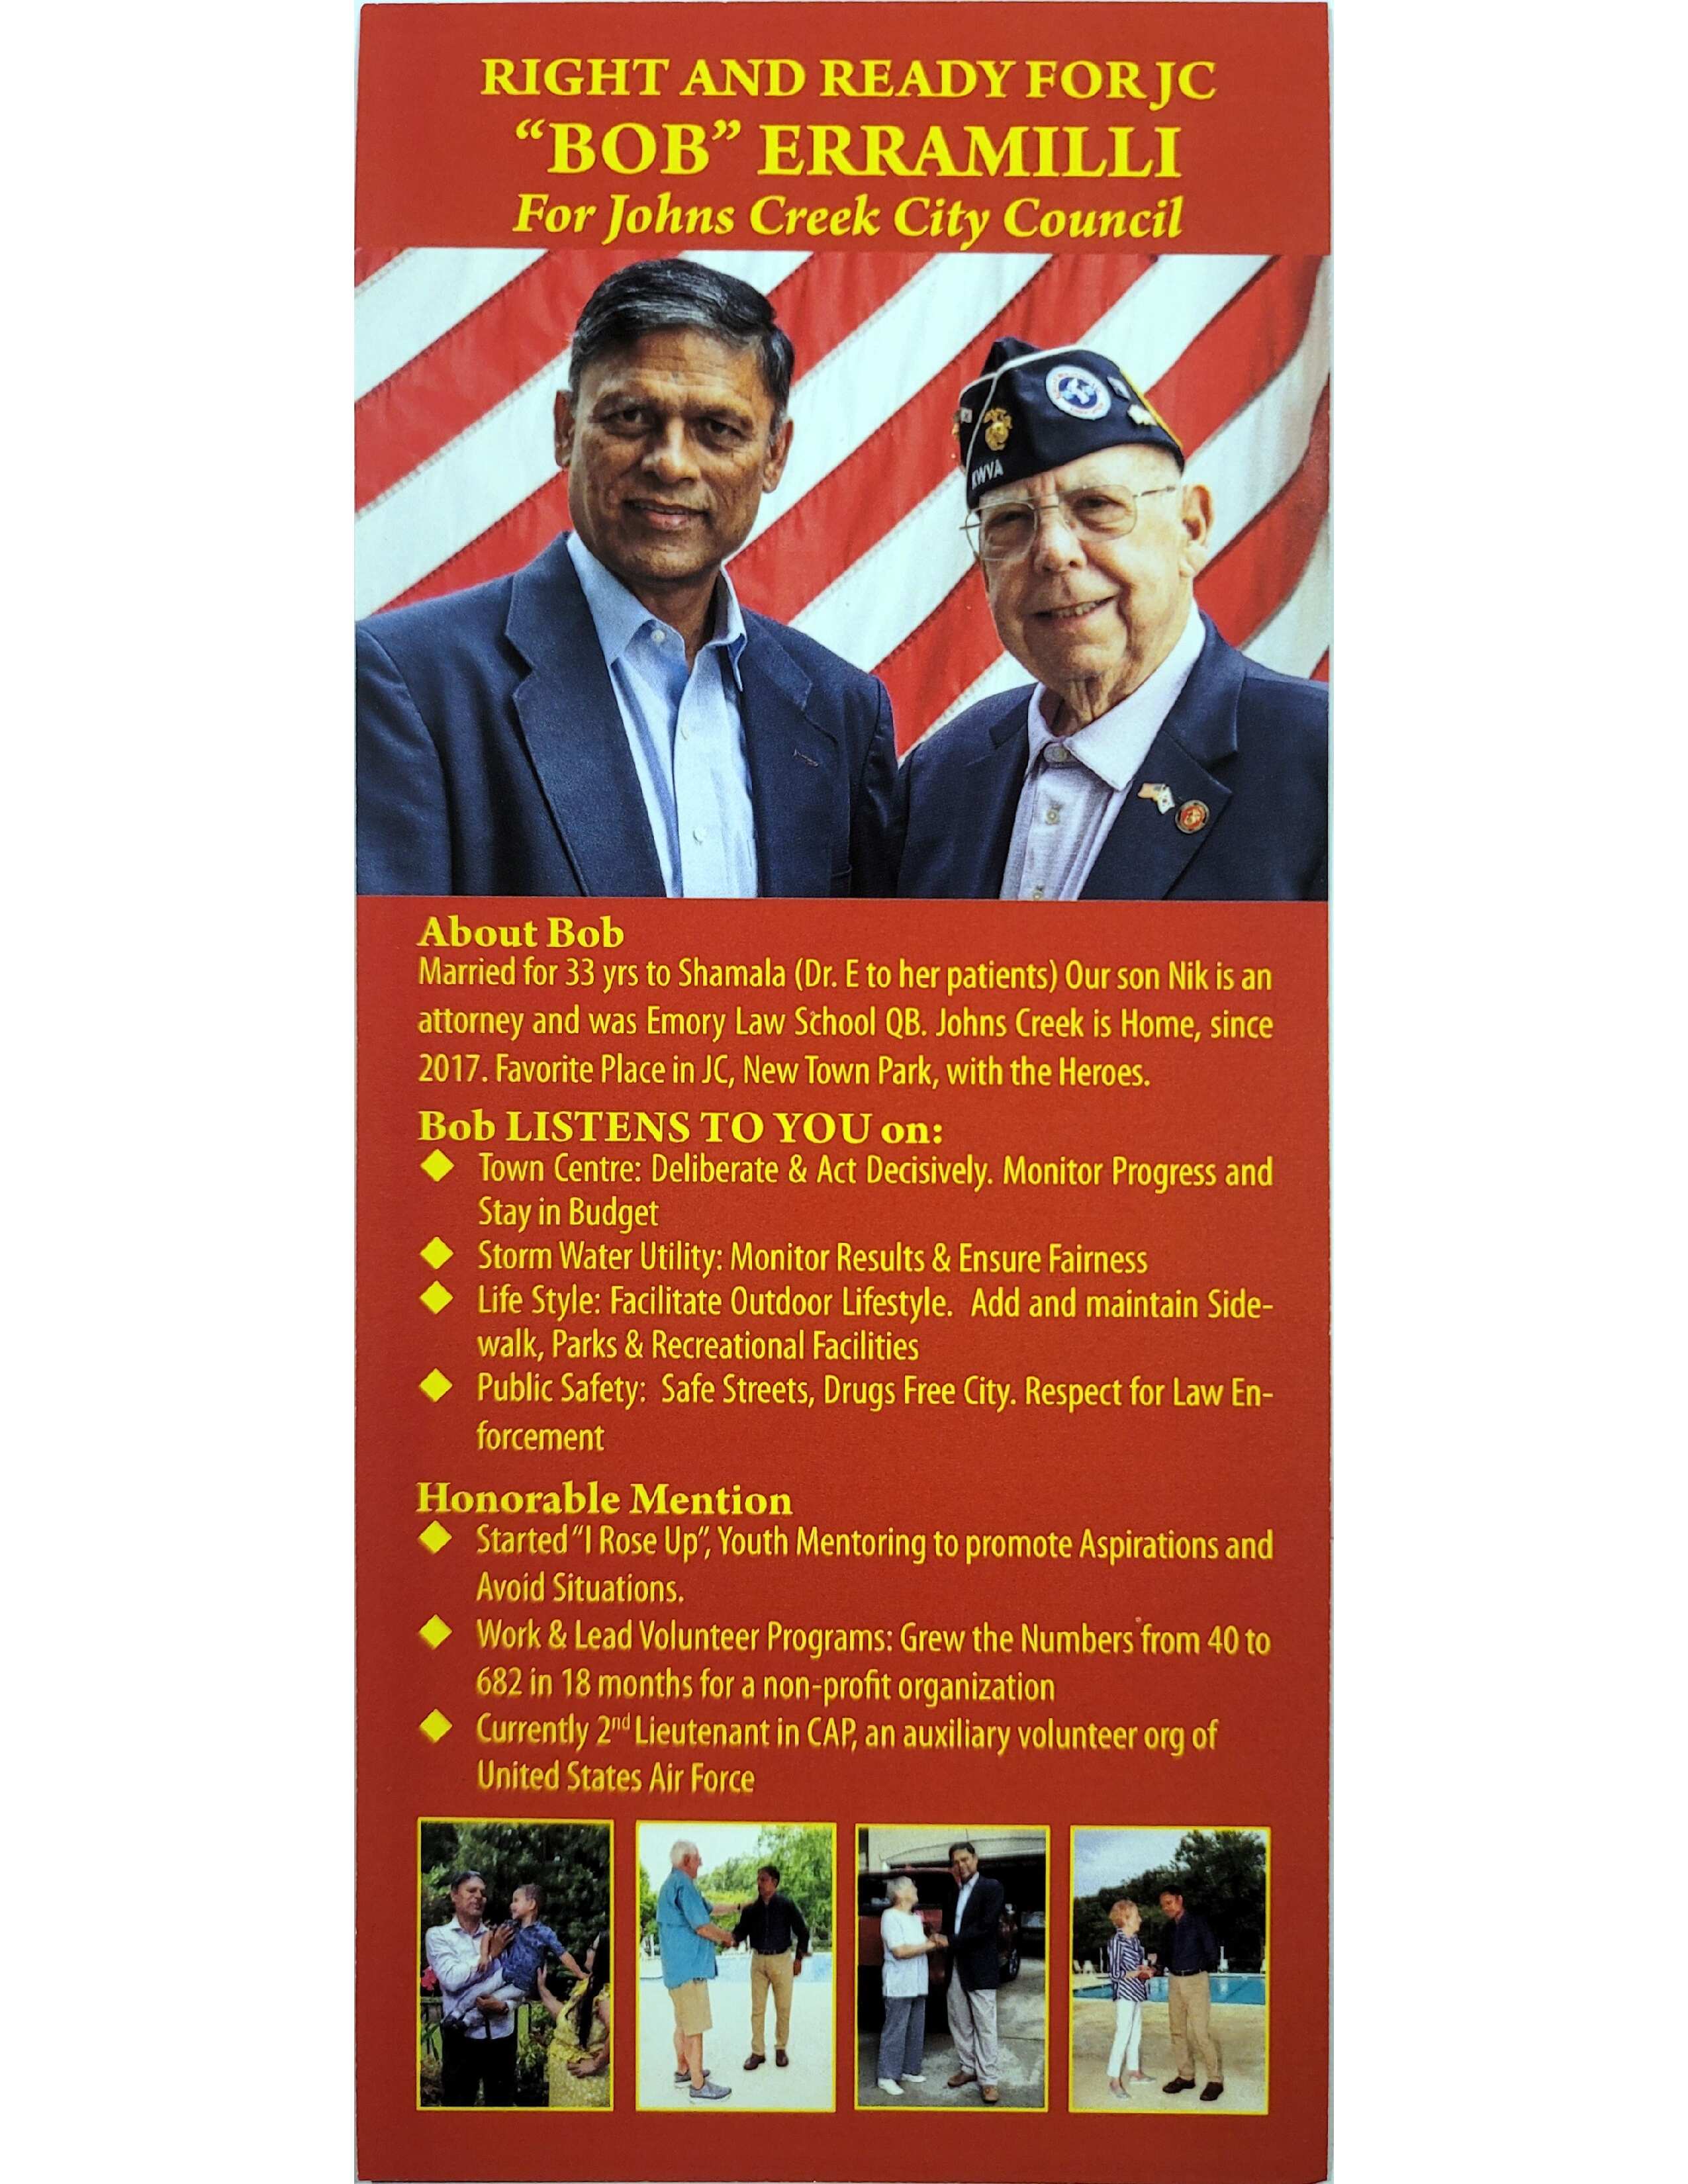 RIGHT AND READY FOR JC
“BOB” ERRAMILLI
For Johns Creek City Council
KWVA
About Bob
Married for 33 yrs to Shamala (Dr. E to her patients) Our son Nik is an
attorney and was Emory Law School QB. Johns Creek is Home, since
2017. Favorite Place in JC, New Town Park, with the Heroes.
Bob LISTENS TO YOU on:
Town Centre: Deliberate & Act Decisively. Monitor Progress and
Stay in Budget
Storm Water Utility: Monitor Results & Ensure Fairness
Life Style: Facilitate Outdoor Lifestyle. Add and maintain Side-
walk, Parks & Recreational Facilities
Public Safety: Safe Streets, Drugs Free City. Respect for Law En-
forcement
Honorable Mention
Started “I Rose Up”, Youth Mentoring to promote Aspirations and
Avoid Situations.
Work & Lead Volunteer Programs: Grew the Numbers from 40 to
682 in 18 months for a non-profit organization
Currently 2nd Lieutenant in CAP, an auxiliary volunteer org of
United States Air Force